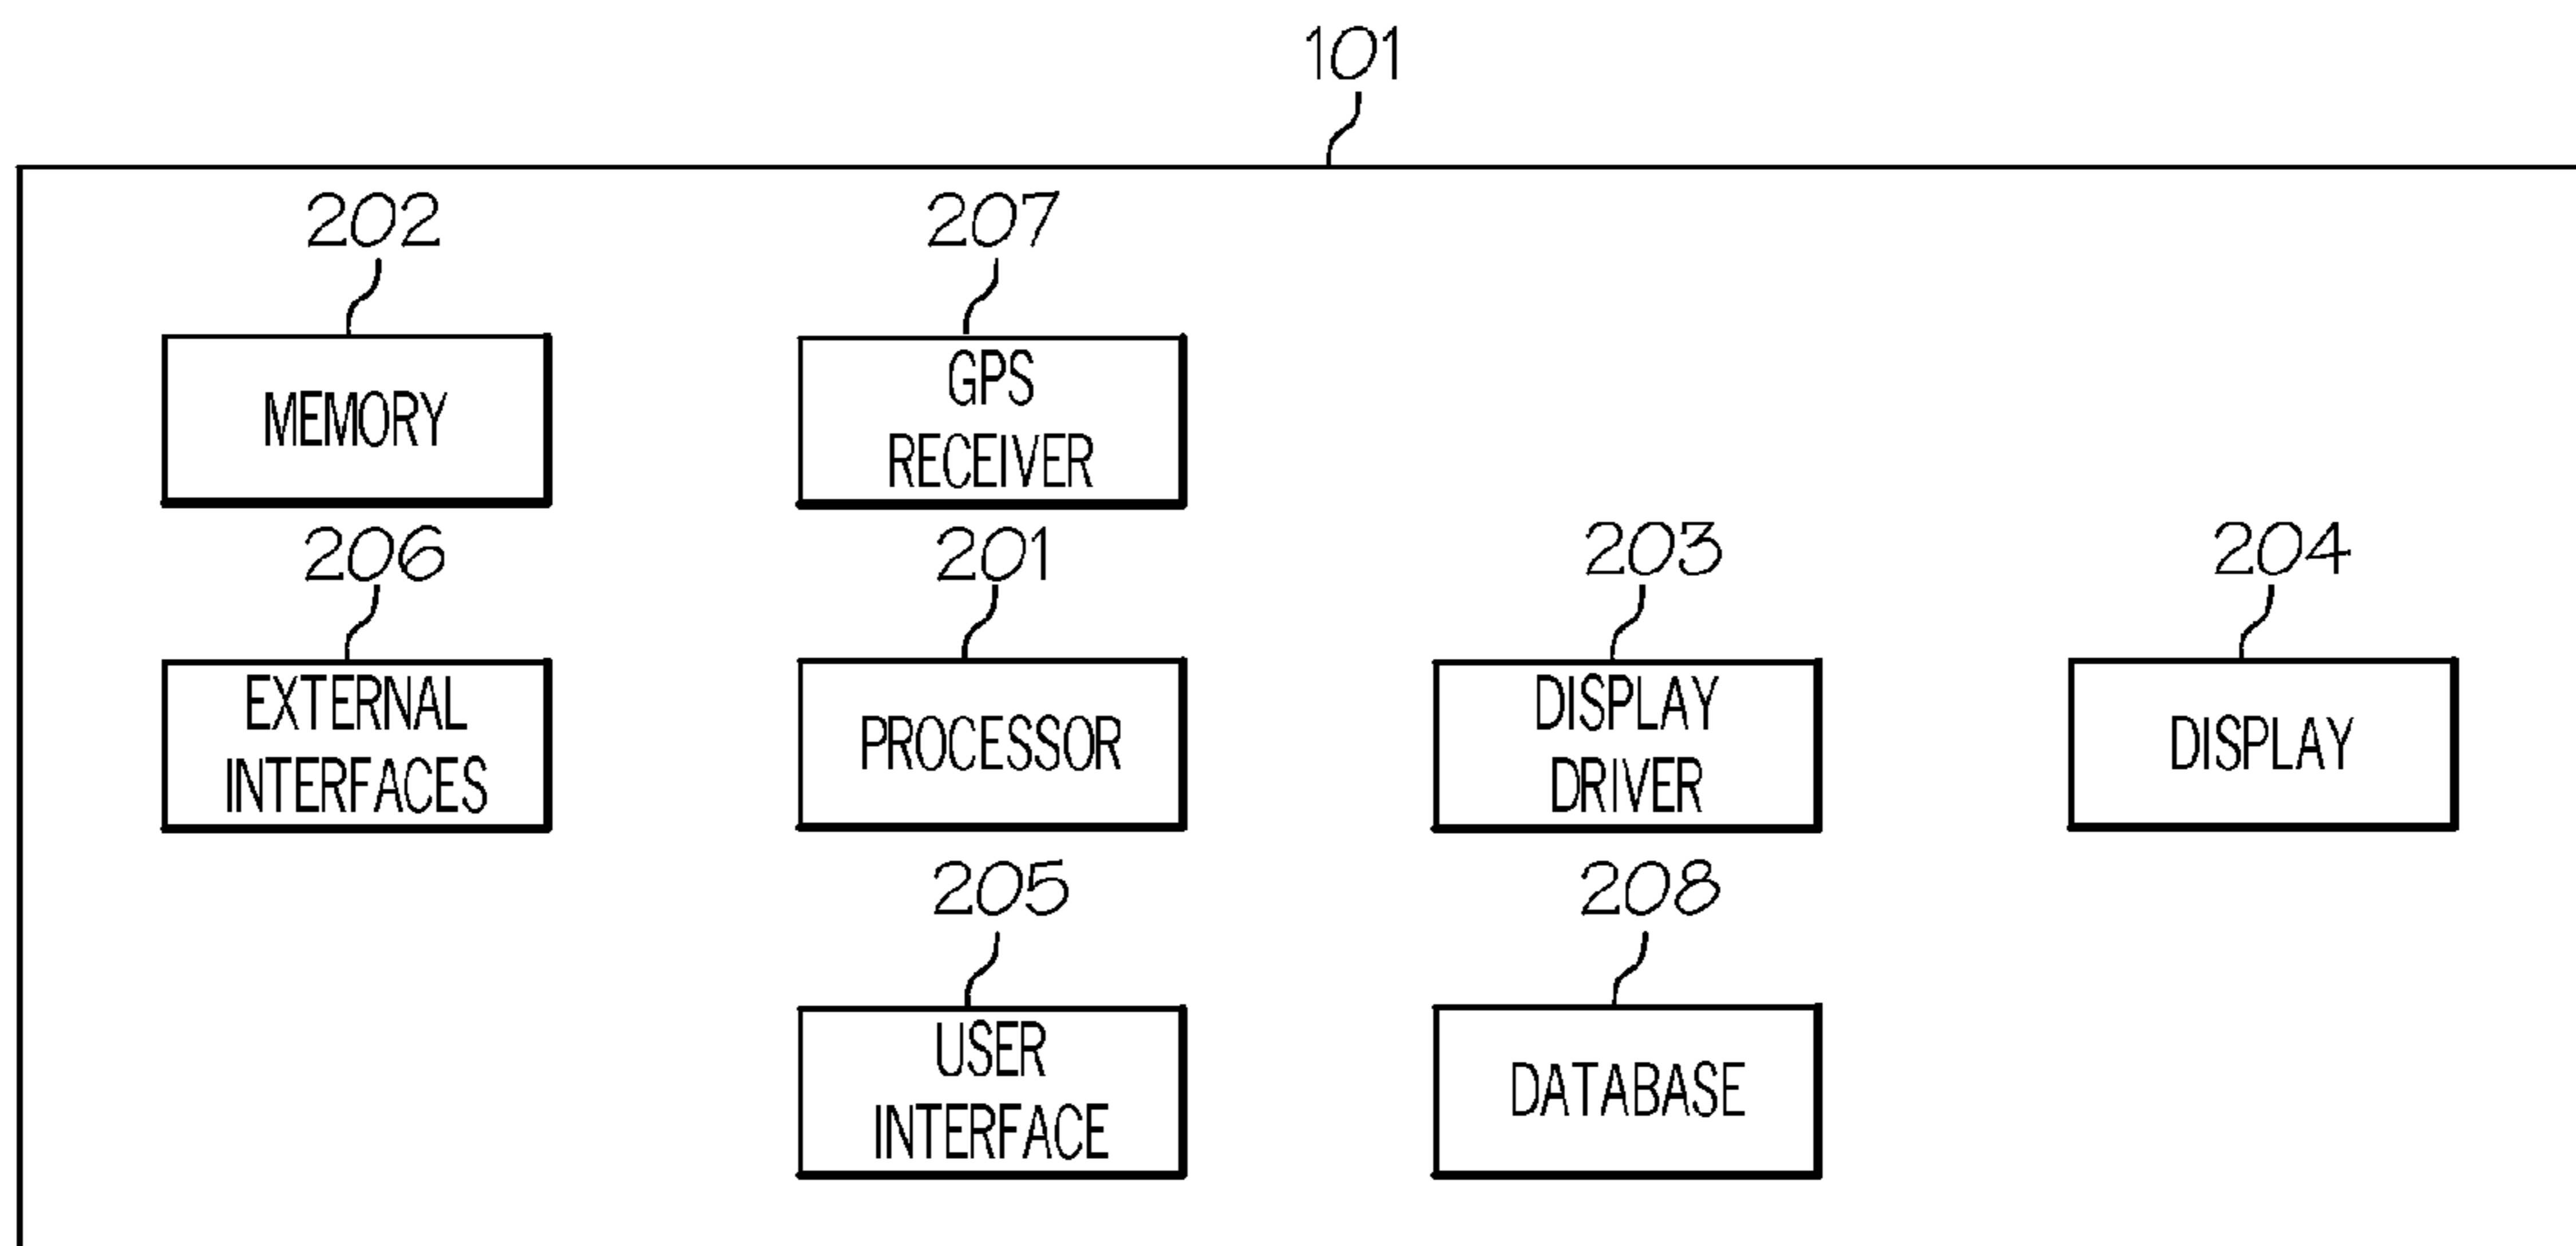 101
202
207
MEMORY
GPS
RECEIVER
206
201
203
204
EXTERNAL
INTERFACES
PROCESSOR
DISPLAY
DRIVER
DISPLAY
205
208
USER
INTERFACE
DATABASE